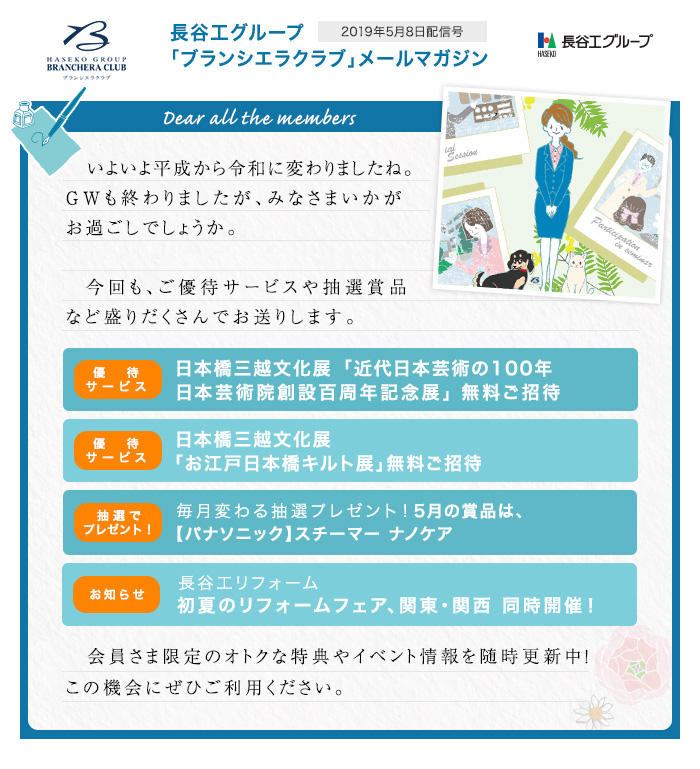 HASEKO GROUP
BRANCHERA CLUB
ブランシエラクラブ
長谷工グループ
2019年5月8日配信号
「ブランシエラクラブ」メールマガジン
HASEKO
長谷工グループ
Dear all the members
いよいよ平成から令和に変わりましたね。
GWも終わりましたが、みなさまいかが
お過ごしでしょうか。
ial
Session
Participation
in seminar
今回も、ご優待サービスや抽選賞品
など盛りだくさんでお送りします。
優 待
サービス
日本橋三越文化展 「近代日本芸術の100年
日本芸術院創設百周年記念展」 無料ご招待
優 待
サービス
日本橋三越文化展
「お江戸日本橋キルト展」無料ご招待
抽選で
プレゼント!
毎月変わる抽選プレゼント!5月の賞品は、
【パナソニック】スチーマー ナノケア
お知らせ
長谷工リフォーム
初夏のリフォームフェア、関東・関西 同時開催!
会員さま限定のオトクな特典やイベント情報を随時更新中!
この機会にぜひご利用ください。